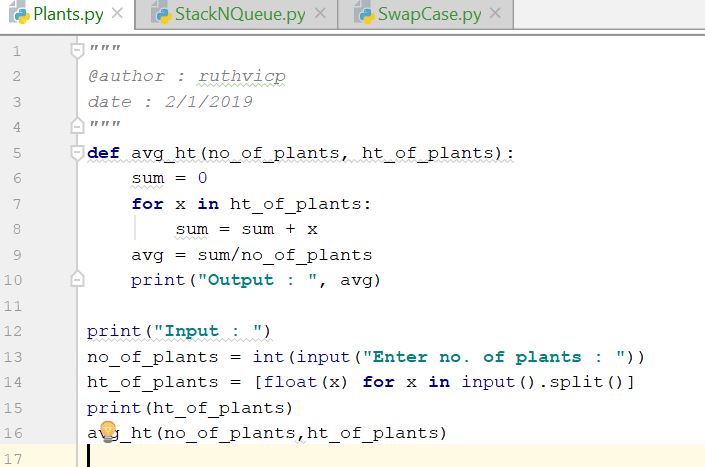 Plants.py StackNQueue.py SwapCase.py
1 """
2 @author : ruthvicp
3 date : 2/1/2019
4 """
5 def avg_ht(no_of_plants, ht_of_plants):
6     sum = 0
7     for x in ht_of_plants:
8         sum = sum + x
9     avg = sum/no_of_plants
10     print("Output : ", avg)
11
12 print("Input : ")
13 no_of_plants = int(input("Enter no. of plants : "))
14 ht_of_plants = [float(x) for x in input().split()]
15 print(ht_of_plants)
16 avg_ht(no_of_plants,ht_of_plants)
17